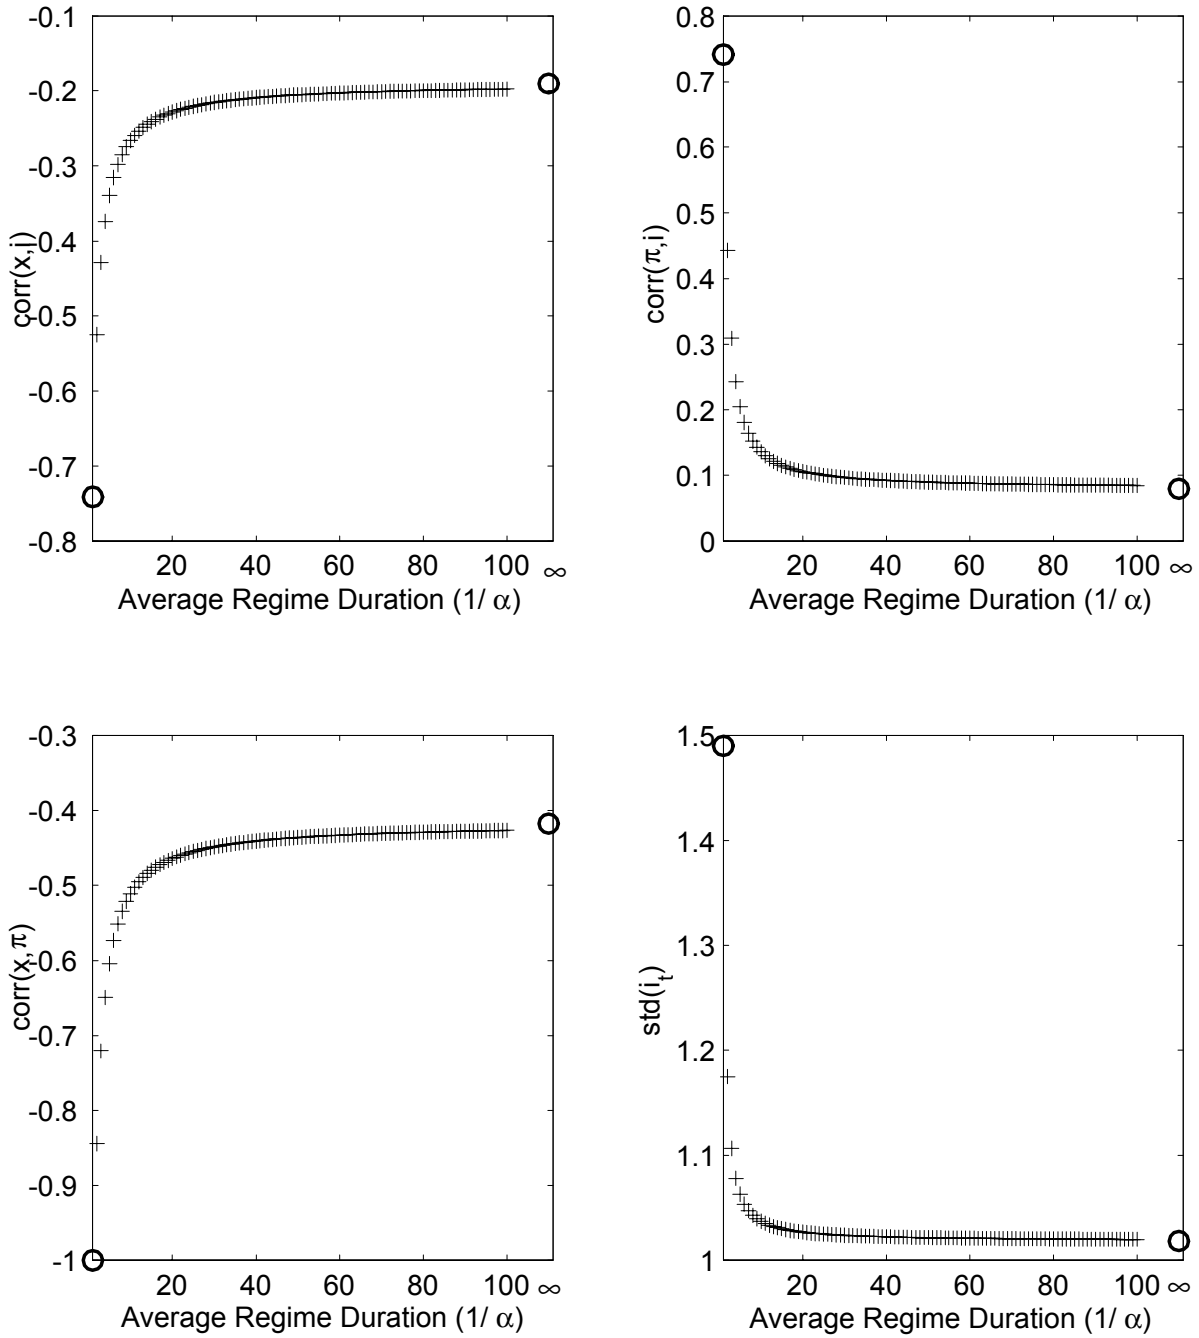 -0.1
-0.2
-0.3
-0.4
-0.5
-0.6
-0.7
-0.8
corr(x,i)
20 40 60 80 100 ∞
Average Regime Duration (1/ α)
0.8
0.7
0.6
0.5
0.4
0.3
0.2
0.1
0
corr(π,i)
20 40 60 80 100 ∞
Average Regime Duration (1/ α)
-0.3
-0.4
-0.5
-0.6
-0.7
-0.8
-0.9
-1
corr(x,π)
20 40 60 80 100 ∞
Average Regime Duration (1/ α)
1.5
1.4
1.3
1.2
1.1
1
std(i_t)
20 40 60 80 100 ∞
Average Regime Duration (1/ α)